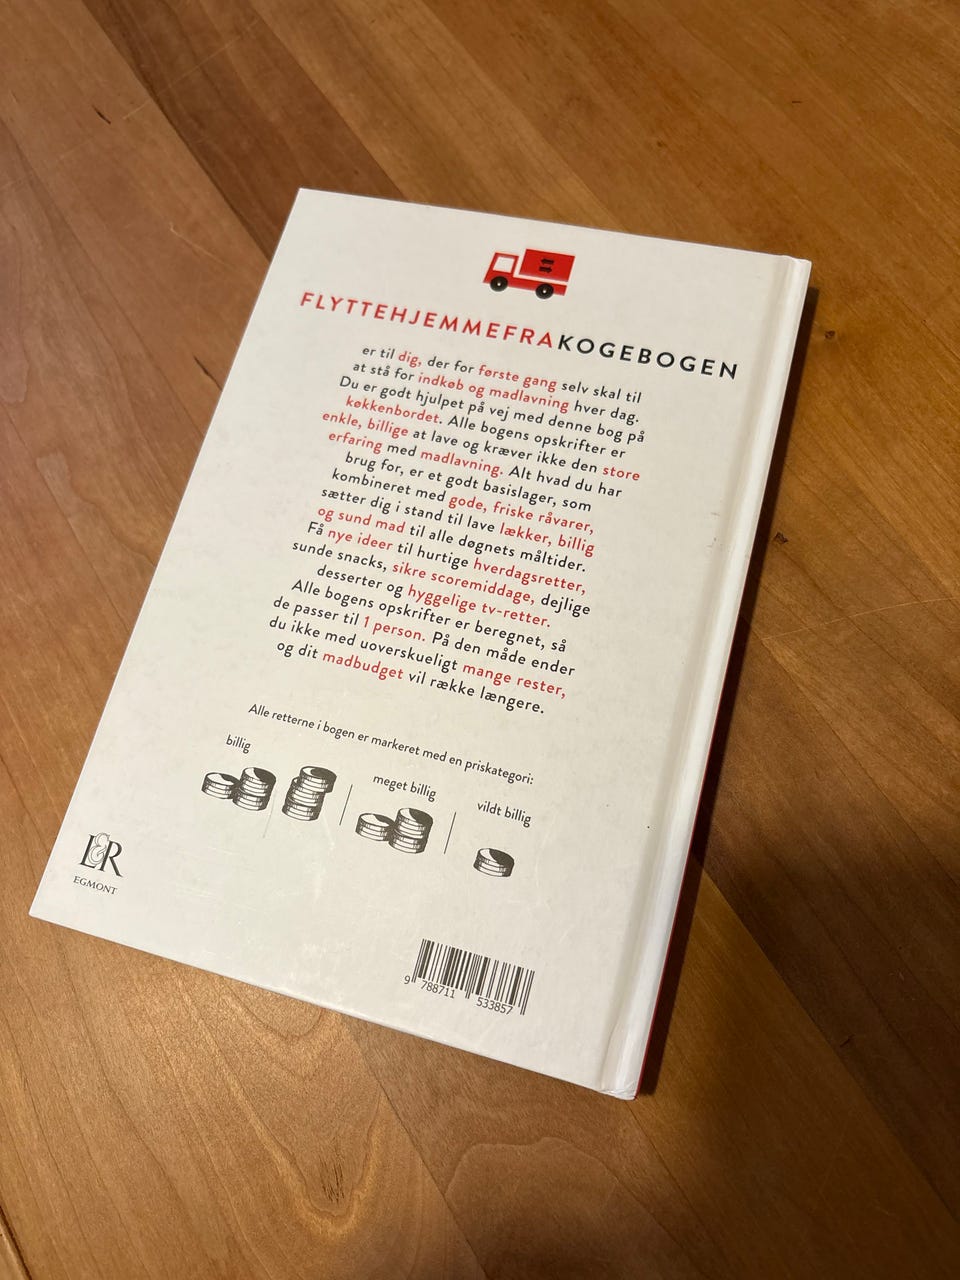 FLYTTEHJEMMEFRAKOGEBOGEN
er til dig, der for første gang selv skal til
at stå for indkøb og madlavning hver dag.
Du er godt hjulpet på vej med denne bog på
køkkenbordet. Alle bogens opskrifter er
enkle, billige at lave og kræver ikke den store
erfaring med madlavning. Alt hvad du har
brug for, er et godt basislager, som
kombineret med gode, friske råvarer,
sætter dig i stand til lave lækker, billig
og sund mad til alle døgnets måltider.
Få nye ideer til hurtige hverdagsretter,
sunde snacks, sikre scoremiddage, dejlige
desserter og hyggelige tv-retter.
Alle bogens opskrifter er beregnet, så
de passer til 1 person. På den måde ender
du ikke med uoverskueligt mange rester,
og dit madbudget vil række længere.
Alle retterne i bogen er markeret med en priskategori:
billig
meget billig
vildt billig
L&R
EGMONT
9 788711 533857